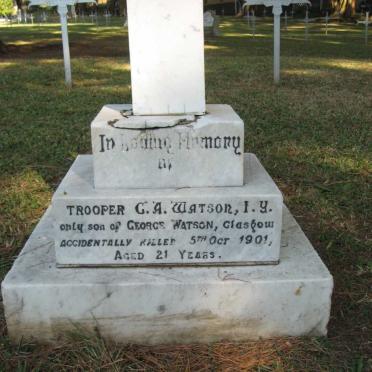 In Loving Memory
of
TROOPER G. A. WATSON, I. Y.
only son of GEORGE WATSON, Glasgow
ACCIDENTALLY KILLED 5TH OCT 1901,
AGED 21 YEARS.